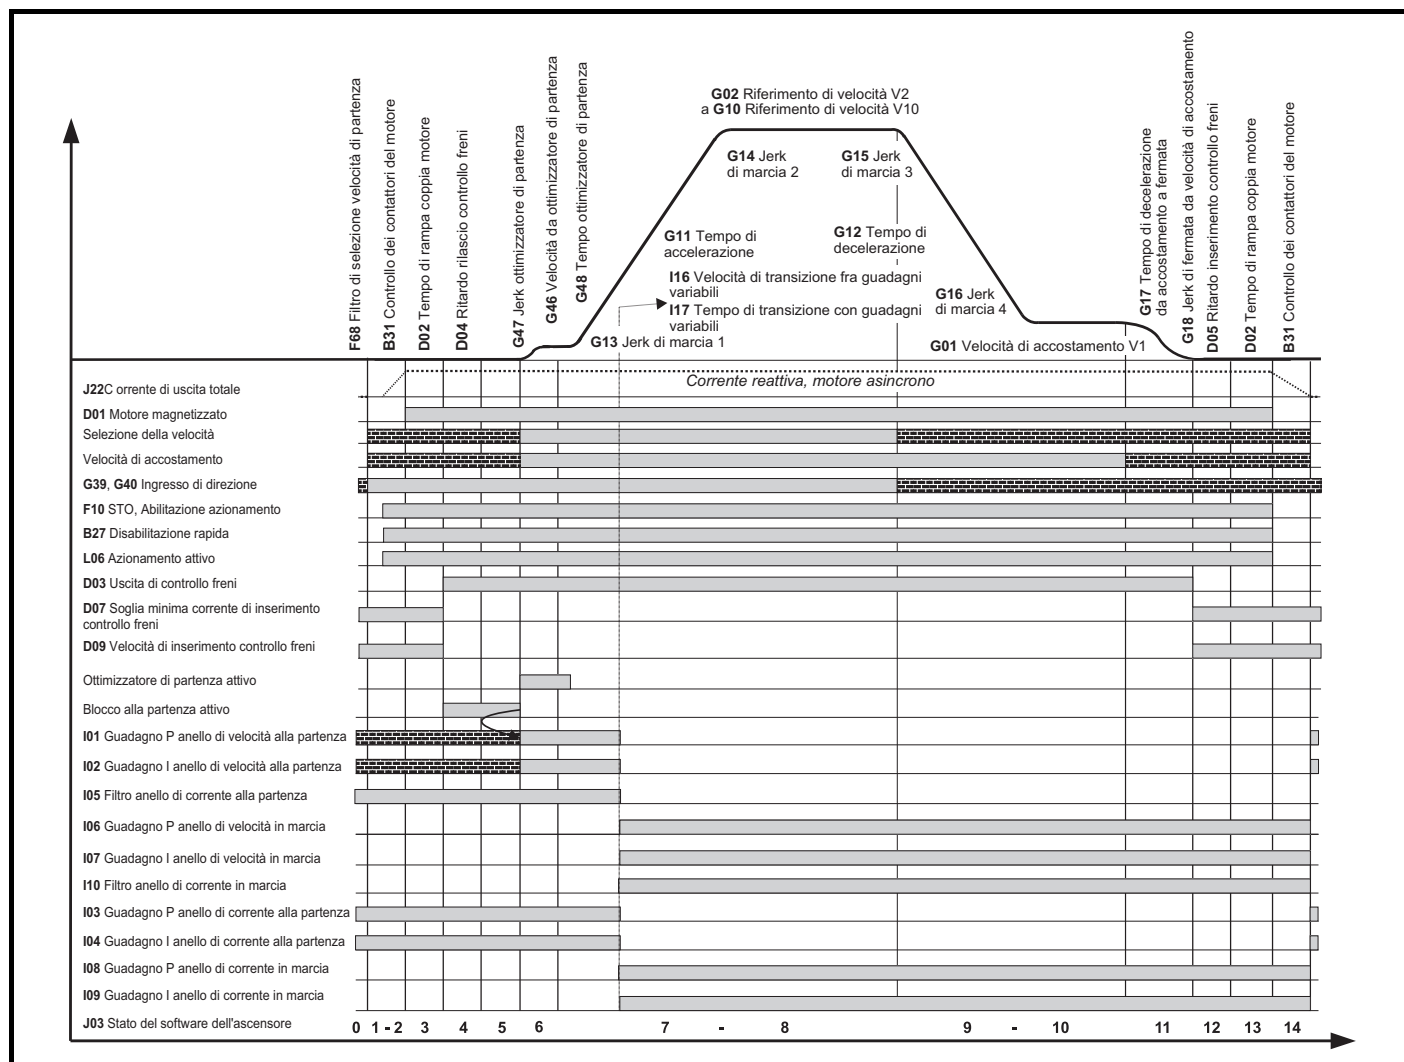 F68 Filtro di selezione velocità di partenza
B31 Controllo dei contattori del motore
D02 Tempo di rampa coppia motore
D04 Ritardo rilascio controllo freni
G47 Jerk ottimizzatore di partenza
G46 Velocità da ottimizzatore di partenza
G48 Tempo ottimizzatore di partenza
G02 Riferimento di velocità V2
a G10 Riferimento di velocità V10
G14 Jerk
di marcia 2
G15 Jerk
di marcia 3
G11 Tempo di
accelerazione
G12 Tempo di
decelerazione
I16 Velocità di transizione fra guadagni
variabili
I17 Tempo di transizione con guadagni
variabili
G13 Jerk di marcia 1
G16 Jerk
di marcia 4
G01 Velocità di accostamento V1
G17 Tempo di decelerazione
da accostamento a fermata
G18 Jerk di fermata da velocità di accostamento
D05 Ritardo inserimento controllo freni
D02 Tempo di rampa coppia motore
B31 Controllo dei contattori del motore
J22C orrente di uscita totale
Corrente reattiva, motore asincrono
D01 Motore magnetizzato
Selezione della velocità
Velocità di accostamento
G39, G40 Ingresso di direzione
F10 STO, Abilitazione azionamento
B27 Disabilitazione rapida
L06 Azionamento attivo
D03 Uscita di controllo freni
D07 Soglia minima corrente di inserimento
controllo freni
D09 Velocità di inserimento controllo freni
Ottimizzatore di partenza attivo
Blocco alla partenza attivo
I01 Guadagno P anello di velocità alla partenza
I02 Guadagno I anello di velocità alla partenza
I05 Filtro anello di corrente alla partenza
I06 Guadagno P anello di velocità in marcia
I07 Guadagno I anello di velocità in marcia
I10 Filtro anello di corrente in marcia
I03 Guadagno P anello di corrente alla partenza
I04 Guadagno I anello di corrente alla partenza
I08 Guadagno P anello di corrente in marcia
I09 Guadagno I anello di corrente in marcia
J03 Stato del software dell'ascensore 0 1 - 2 3 4 5 6 7 - 8 9 - 10 11 12 13 14